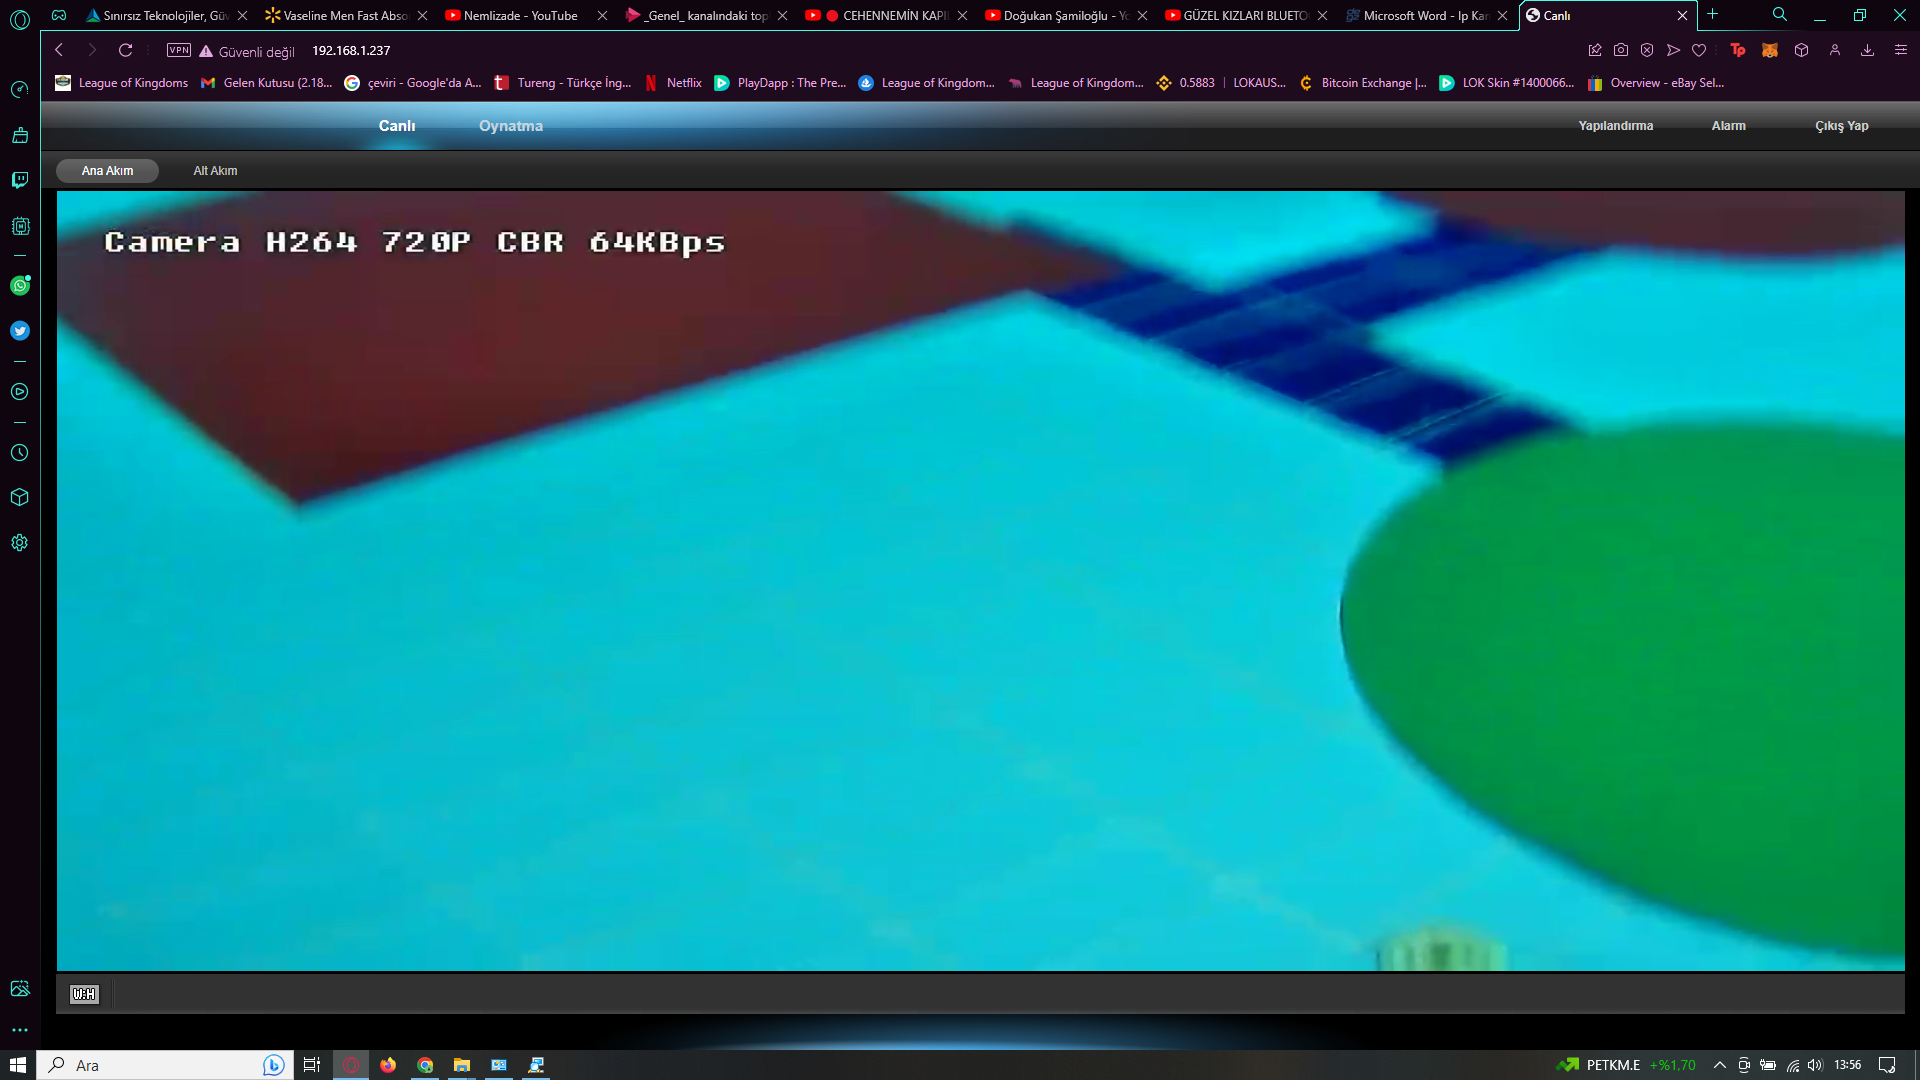 Sınırsız Teknolojiler, Gü
Vaseline Men Fast Abso
Nemlizade - YouTube
_Genel_ kanalındaki top
CEHENNEMİN KAPI
Doğukan Şamiloğlu - Yo
GÜZEL KIZLARI BLUETO
Microsoft Word - Ip Ka
Canlı
VPN
Güvenli değil
192.168.1.237
League of Kingdoms
Gelen Kutusu (2.18...
çeviri - Google'da A...
Tureng - Türkçe İng...
Netflix
PlayDapp : The Pre...
League of Kingdom...
League of Kingdom...
0.5883 | LOKAUS...
Bitcoin Exchange |...
LOK Skin #1400066...
Overview - eBay Sel...
Canlı
Oynatma
Yapılandırma
Alarm
Çıkış Yap
Ana Akım
Alt Akım
Camera H264 720P CBR 64KBps
W:H
Ara
PETKM.E +%1,70
13:56